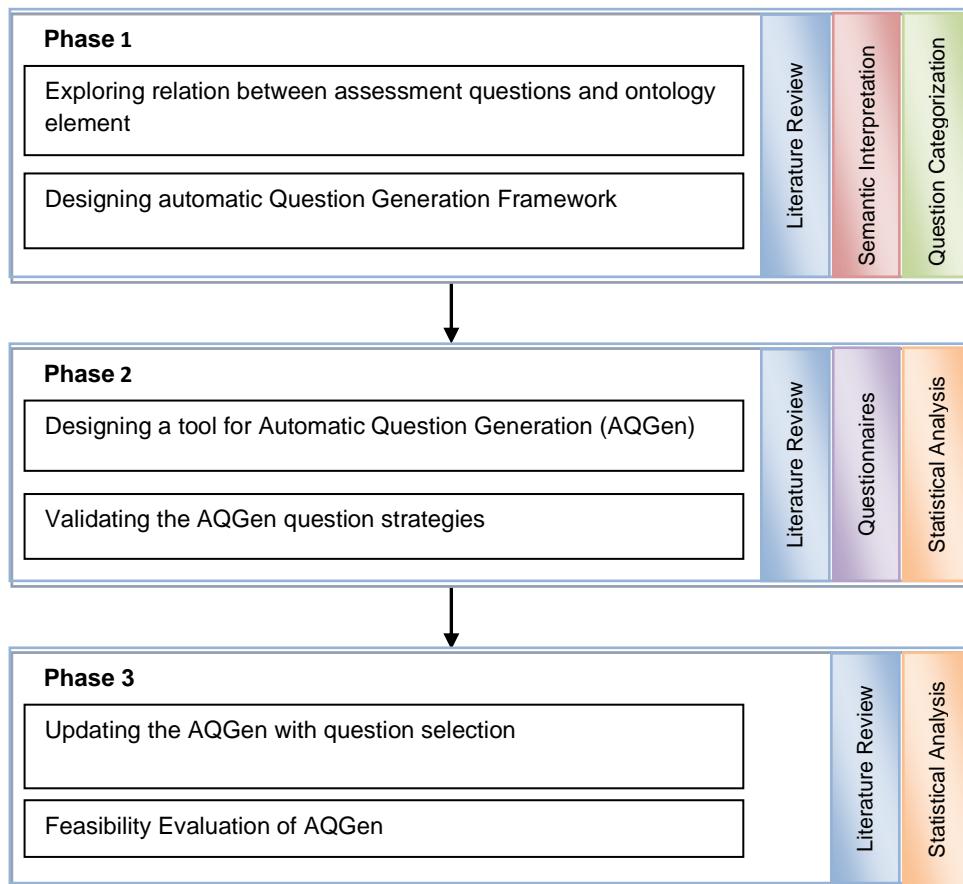 Phase 1
Exploring relation between assessment questions and ontology
element
Designing automatic Question Generation Framework
Literature Review
Semantic Interpretation
Question Categorization
Phase 2
Designing a tool for Automatic Question Generation (AQGen)
Validating the AQGen question strategies
Literature Review
Questionnaires
Statistical Analysis
Phase 3
Updating the AQGen with question selection
Feasibility Evaluation of AQGen
Literature Review
Statistical Analysis